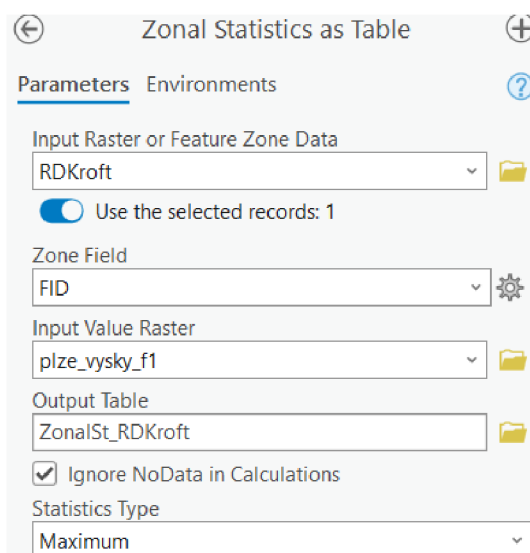 Zonal Statistics as Table
Parameters Environments
Input Raster or Feature Zone Data
RDKroft
Use the selected records: 1
Zone Field
FID
Input Value Raster
plze_vysky_f1
Output Table
ZonalSt_RDKroft
Ignore NoData in Calculations
Statistics Type
Maximum